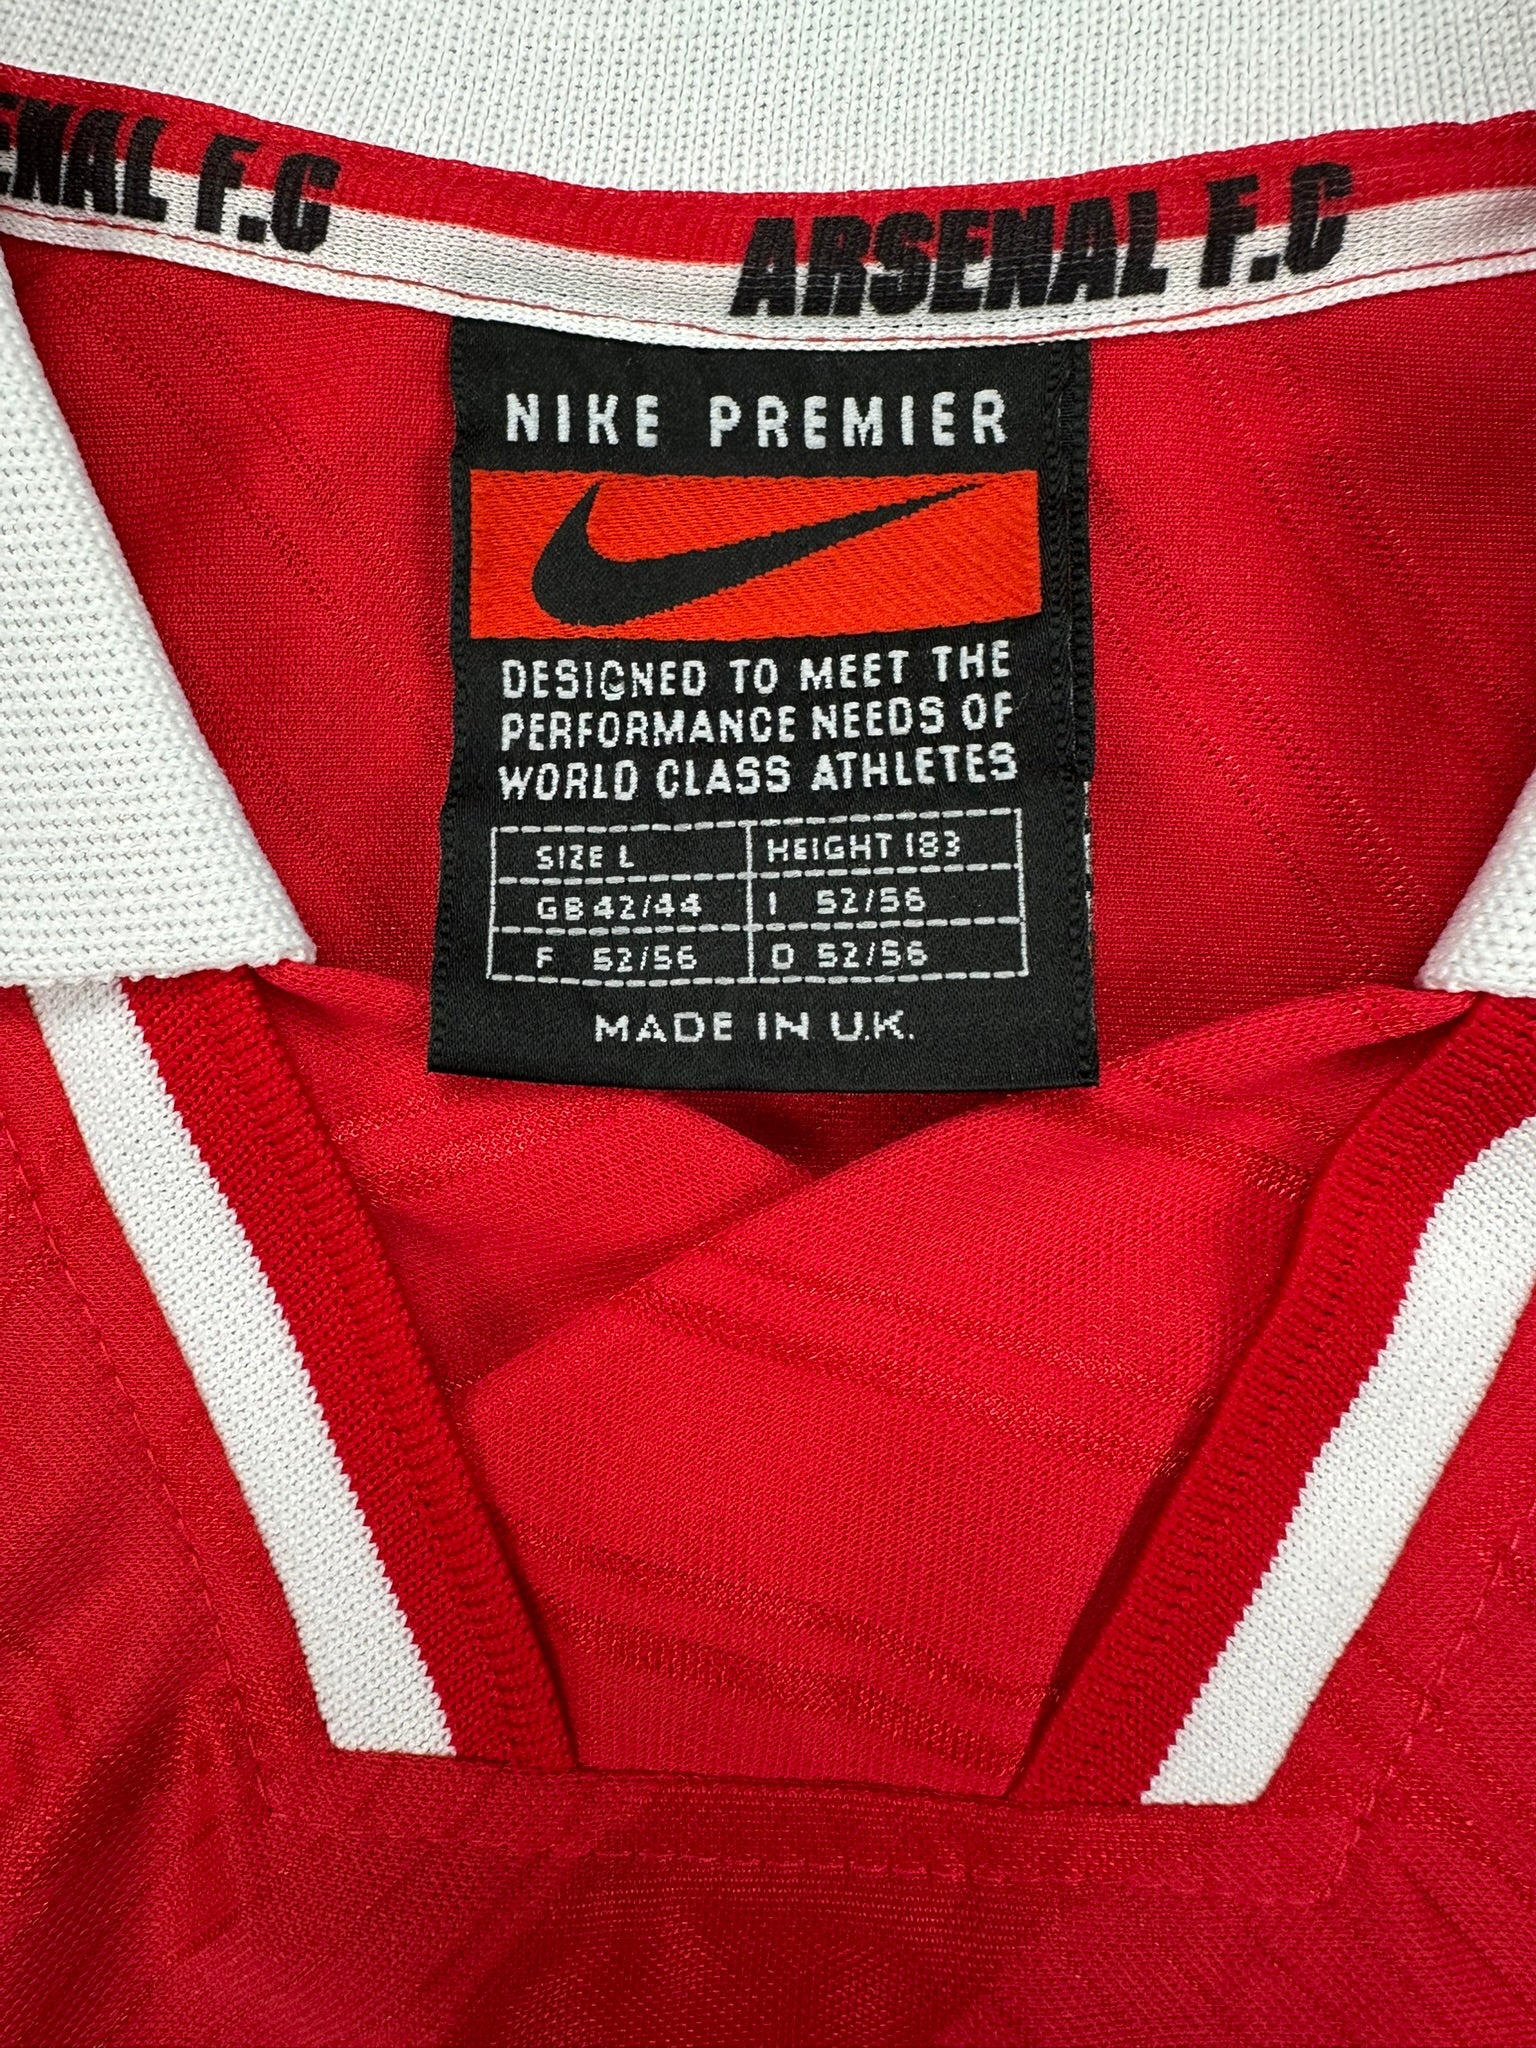 ENAL F.C
ARSENAL F.C
NIKE PREMIER
DESIGNED TO MEET THE
PERFORMANCE NEEDS OF
WORLD CLASS ATHLETES
SIZE L HEIGHT 183
GB 42/44 I 52/56
F 52/56 D 52/56
MADE IN U.K.